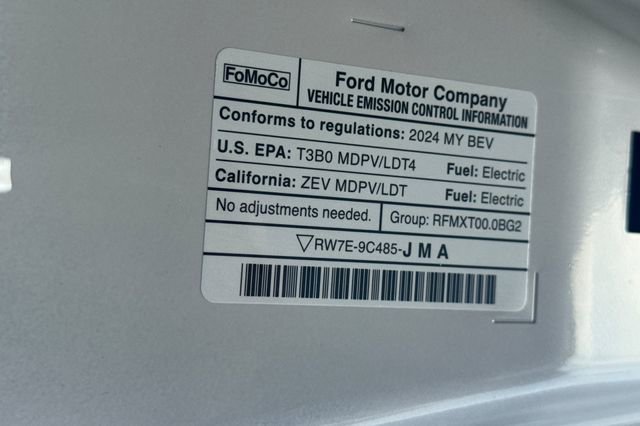 FoMoCo
Ford Motor Company
VEHICLE EMISSION CONTROL INFORMATION
Conforms to regulations: 2024 MY BEV
U.S. EPA: T3B0 MDPV/LDT4 Fuel: Electric
California: ZEV MDPV/LDT Fuel: Electric
No adjustments needed. Group: RFMXT00.0BG2
▽RW7E-9C485-J M A